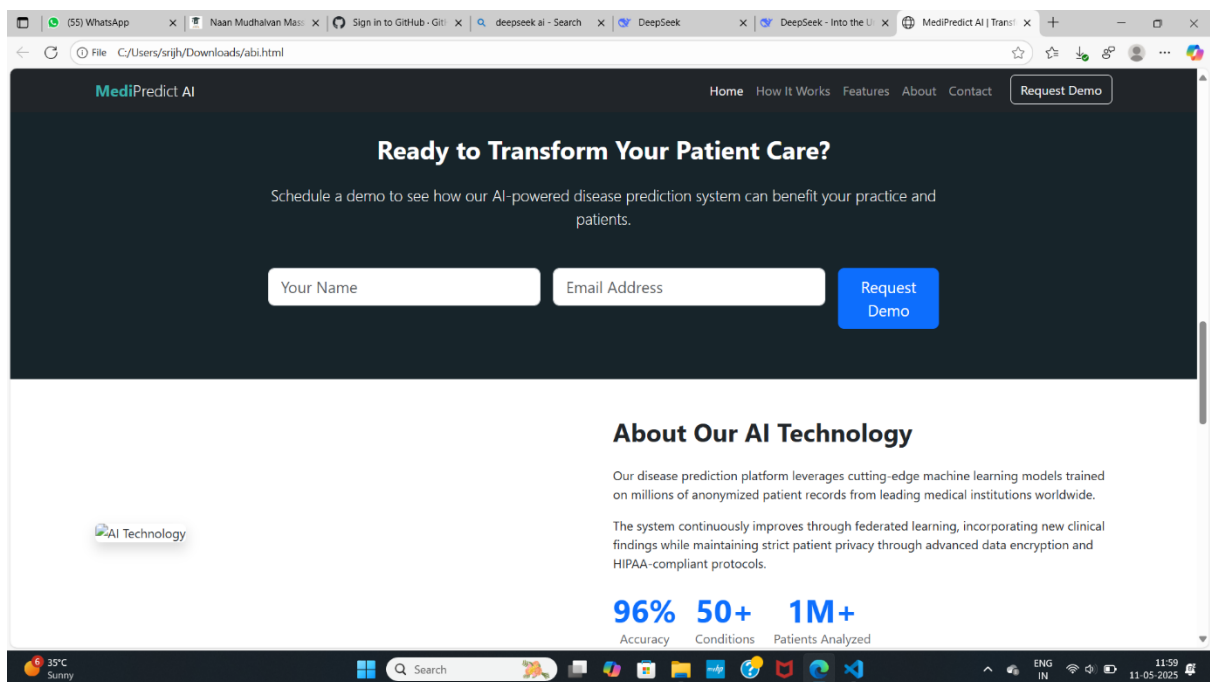 (55) WhatsApp
Naan Mudhalvan Mass
Sign in to GitHub · Git
deepseek ai - Search
DeepSeek
DeepSeek - Into the U
MediPredict AI | Transf
File C:/Users/srijh/Downloads/abi.html
MediPredict AI
Home How It Works Features About Contact Request Demo
Ready to Transform Your Patient Care?
Schedule a demo to see how our AI-powered disease prediction system can benefit your practice and
patients.
Your Name
Email Address
Request
Demo
About Our AI Technology
Our disease prediction platform leverages cutting-edge machine learning models trained
on millions of anonymized patient records from leading medical institutions worldwide.
AI Technology
The system continuously improves through federated learning, incorporating new clinical
findings while maintaining strict patient privacy through advanced data encryption and
HIPAA-compliant protocols.
96% 50+ 1M+
Accuracy Conditions Patients Analyzed
6
35°C
Sunny
Search
ENG
IN
11:59
11-05-2025